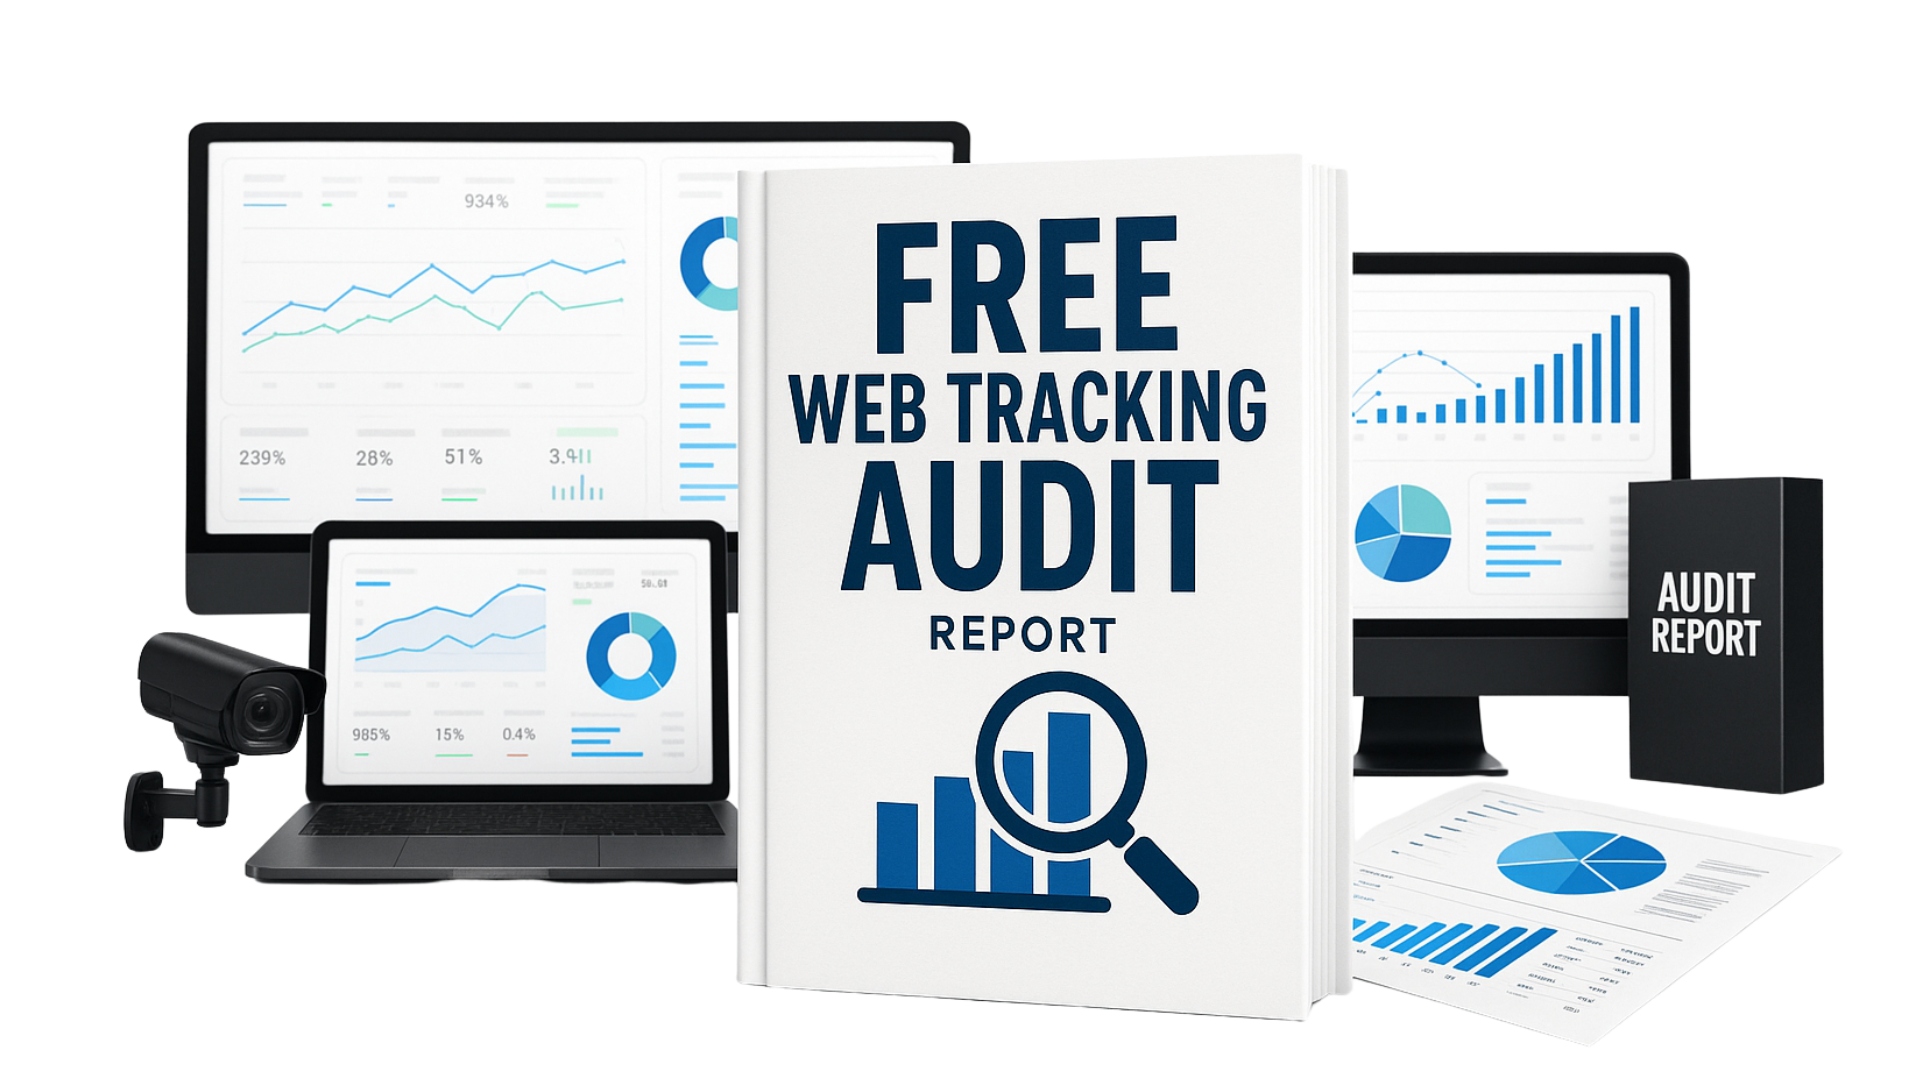 934%
239%
28%
51%
985%
15%
0.4%
FREE
WEB TRACKING
AUDIT
REPORT
AUDIT
REPORT